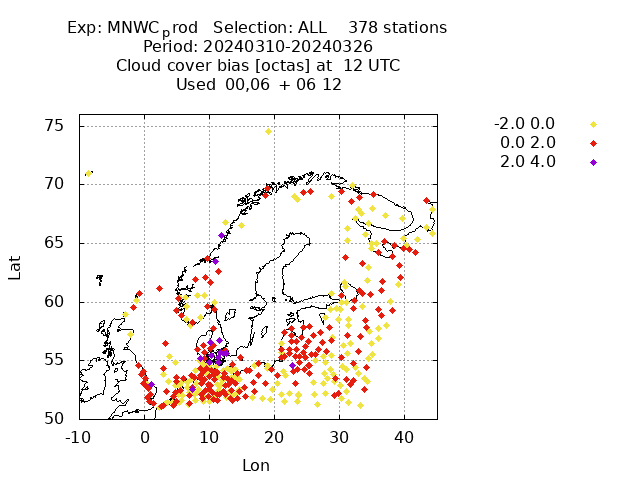 Exp: MNWCprod   Selection: ALL    378 stations
Period: 20240310-20240326
Cloud cover bias [octas] at  12 UTC
Used  00,06  + 06 12
-2.0 0.0
0.0 2.0
2.0 4.0
75
70
65
60
55
50
Lat
-10 0 10 20 30 40
Lon